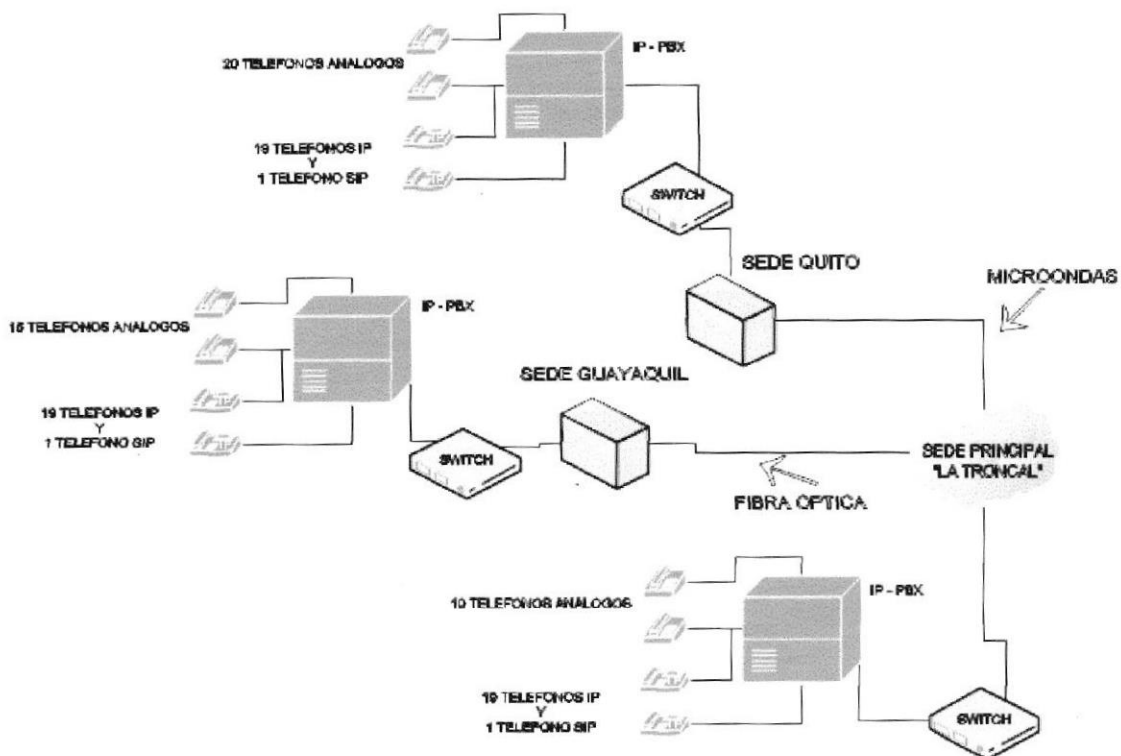 IP - PBX
20 TELEFONOS ANALOGOS
19 TELEFONOS IP
Y
1 TELEFONO SIP
SWITCH
SEDE QUITO
MICROONDAS
IP - PBX
15 TELEFONOS ANALOGOS
SEDE GUAYAQUIL
19 TELEFONOS IP
Y
1 TELEFONO SIP
SWITCH
SEDE PRINCIPAL
"LA TRONCAL"
FIBRA OPTICA
IP - PBX
10 TELEFONOS ANALOGOS
19 TELEFONOS IP
Y
1 TELEFONO SIP
SWITCH